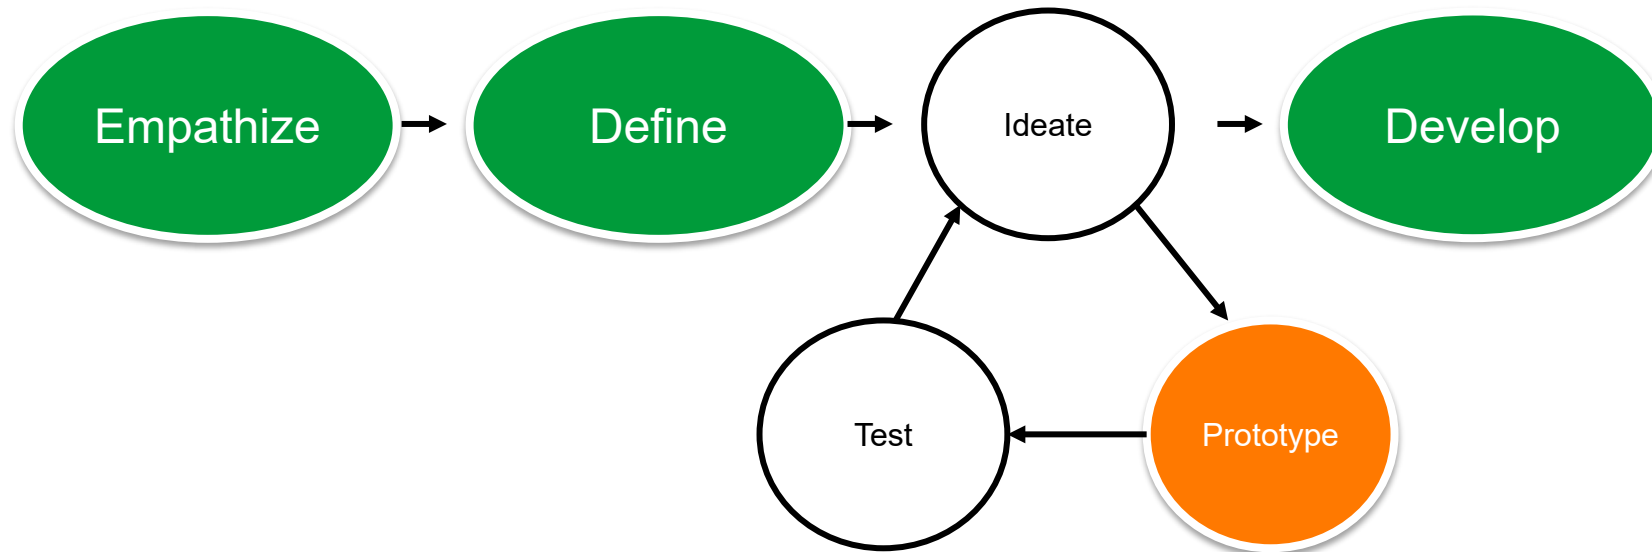 Empathize
Define
Ideate
Develop
Test
Prototype